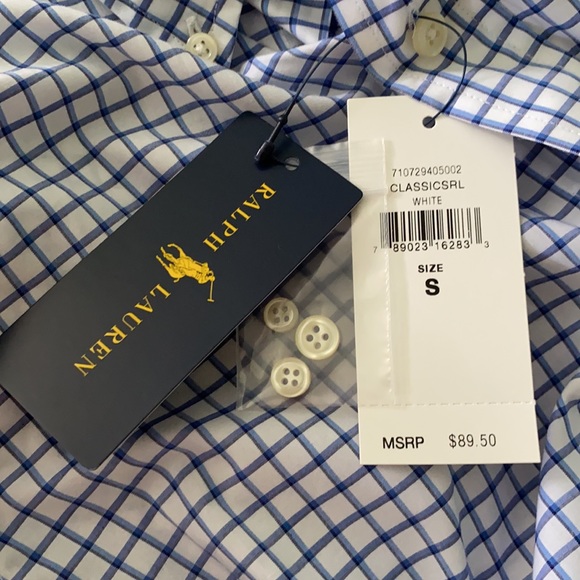 RALPH LAUREN
710729405002
CLASSICSRL
WHITE
7 89023 16283 3
SIZE
S
MSRP $89.50